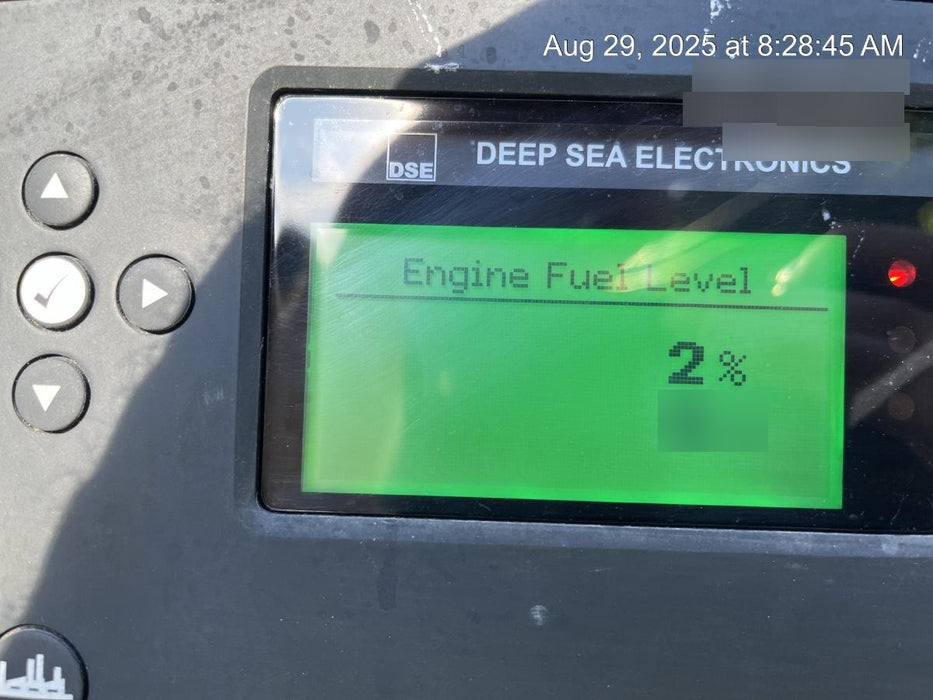 Aug 29, 2025 at 8:28:45 AM
DSE
DEEP SEA ELECTRONICS
Engine Fuel Level
2 %